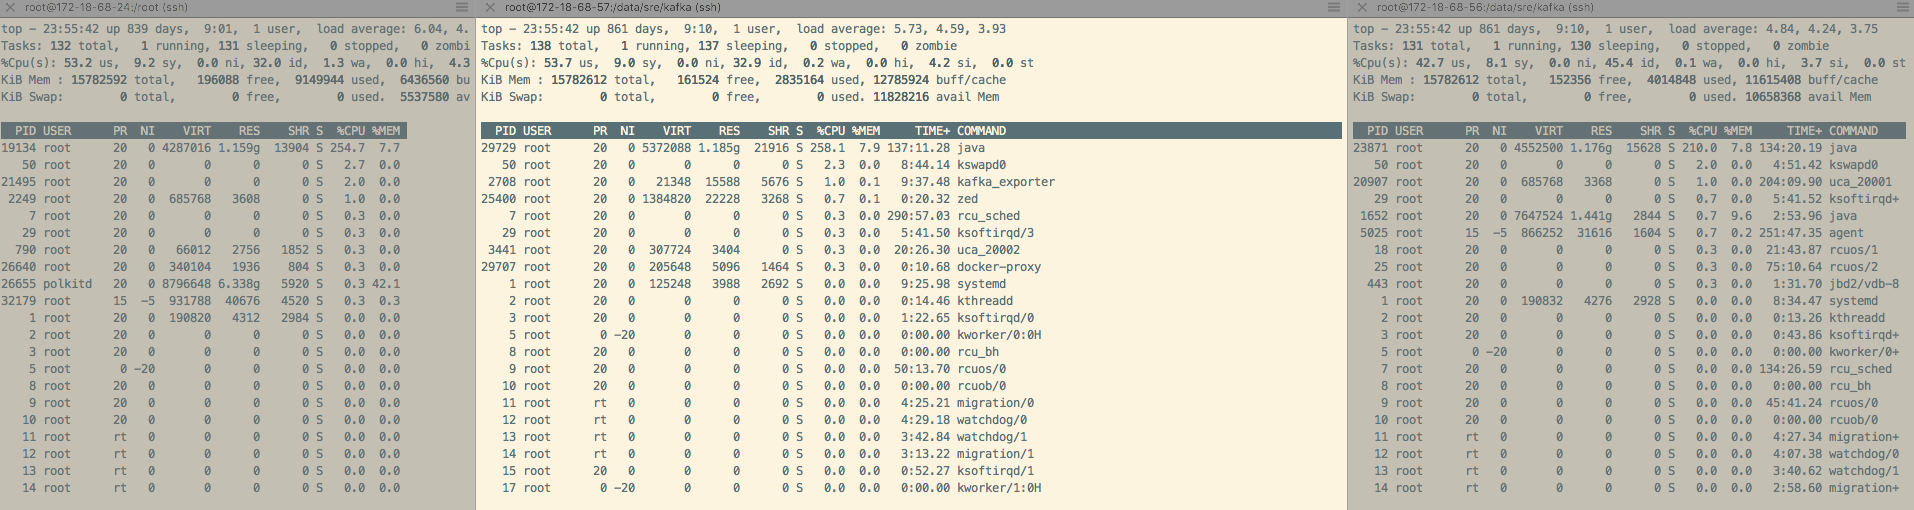 root@172-18-68-24:/root (ssh)
top - 23:55:42 up 839 days,  9:01,  1 user,  load average: 6.04, 4.
Tasks: 132 total,   1 running, 131 sleeping,   0 stopped,   0 zombi
%Cpu(s): 53.2 us,  9.2 sy,  0.0 ni, 32.0 id,  1.3 wa,  0.0 hi,  4.3
KiB Mem : 15782592 total,   196088 free,  9149944 used,  6436560 bu
KiB Swap:        0 total,        0 free,        0 used.  5537580 av
PID USER PR NI VIRT RES SHR S %CPU %MEM
19134 root 20 0 4287016 1.159g 13904 S 254.7 7.7
50 root 20 0 0 0 0 S 2.7 0.0
21495 root 20 0 0 0 0 S 2.0 0.0
2249 root 20 0 685768 3608 0 S 1.0 0.0
7 root 20 0 0 0 0 S 0.3 0.0
29 root 20 0 0 0 0 S 0.3 0.0
790 root 20 0 66012 2756 1852 S 0.3 0.0
26640 root 20 0 340104 1936 804 S 0.3 0.0
26655 polkitd 20 0 8796648 6.338g 5920 S 0.3 42.1
32179 root 15 -5 931788 40676 4520 S 0.3 0.3
1 root 20 0 190820 4312 2984 S 0.0 0.0
2 root 20 0 0 0 0 S 0.0 0.0
3 root 20 0 0 0 0 S 0.0 0.0
5 root 0 -20 0 0 0 S 0.0 0.0
8 root 20 0 0 0 0 S 0.0 0.0
9 root 20 0 0 0 0 S 0.0 0.0
10 root 20 0 0 0 0 S 0.0 0.0
11 root rt 0 0 0 0 S 0.0 0.0
12 root rt 0 0 0 0 S 0.0 0.0
13 root rt 0 0 0 0 S 0.0 0.0
14 root rt 0 0 0 0 S 0.0 0.0
root@172-18-68-57:/data/sre/kafka (ssh)
top - 23:55:42 up 861 days,  9:10,  1 user,  load average: 5.73, 4.59, 3.93
Tasks: 138 total,   1 running, 137 sleeping,   0 stopped,   0 zombie
%Cpu(s): 53.7 us,  9.0 sy,  0.0 ni, 32.9 id,  0.2 wa,  0.0 hi,  4.2 si,  0.0 st
KiB Mem : 15782612 total,   161524 free,  2835164 used, 12785924 buff/cache
KiB Swap:        0 total,        0 free,        0 used. 11828216 avail Mem
PID USER PR NI VIRT RES SHR S %CPU %MEM TIME+ COMMAND
29729 root 20 0 5372088 1.185g 21916 S 258.1 7.9 137:11.28 java
50 root 20 0 0 0 0 S 2.3 0.0 8:44.14 kswapd0
2708 root 20 0 21348 15588 5676 S 1.0 0.1 9:37.48 kafka_exporter
25400 root 20 0 1384820 22228 3268 S 0.7 0.1 0:20.32 zed
7 root 20 0 0 0 0 S 0.3 0.0 290:57.03 rcu_sched
29 root 20 0 0 0 0 S 0.3 0.0 5:41.50 ksoftirqd/3
3441 root 20 0 307724 3404 0 S 0.3 0.0 20:26.30 uca_20002
29707 root 20 0 205648 5096 1464 S 0.3 0.0 0:10.68 docker-proxy
1 root 20 0 125248 3988 2692 S 0.0 0.0 9:25.98 systemd
2 root 20 0 0 0 0 S 0.0 0.0 0:14.46 kthreadd
3 root 20 0 0 0 0 S 0.0 0.0 1:22.65 ksoftirqd/0
5 root 0 -20 0 0 0 S 0.0 0.0 0:00.00 kworker/0:0H
8 root 20 0 0 0 0 S 0.0 0.0 0:00.00 rcu_bh
9 root 20 0 0 0 0 S 0.0 0.0 50:13.70 rcuos/0
10 root 20 0 0 0 0 S 0.0 0.0 0:00.00 rcuob/0
11 root rt 0 0 0 0 S 0.0 0.0 4:25.21 migration/0
12 root rt 0 0 0 0 S 0.0 0.0 4:29.18 watchdog/0
13 root rt 0 0 0 0 S 0.0 0.0 3:42.84 watchdog/1
14 root rt 0 0 0 0 S 0.0 0.0 3:13.22 migration/1
15 root 20 0 0 0 0 S 0.0 0.0 0:52.27 ksoftirqd/1
17 root 0 -20 0 0 0 S 0.0 0.0 0:00.00 kworker/1:0H
root@172-18-68-56:/data/sre/kafka (ssh)
top - 23:55:42 up 861 days,  9:10,  1 user,  load average: 4.84, 4.24, 3.75
Tasks: 131 total,   1 running, 130 sleeping,   0 stopped,   0 zombie
%Cpu(s): 42.7 us,  8.1 sy,  0.0 ni, 45.4 id,  0.1 wa,  0.0 hi,  3.7 si,  0.0 st
KiB Mem : 15782612 total,   152356 free,  4014848 used, 11615408 buff/cache
KiB Swap:        0 total,        0 free,        0 used. 10658368 avail Mem
PID USER PR NI VIRT RES SHR S %CPU %MEM TIME+ COMMAND
23871 root 20 0 4552500 1.176g 15628 S 210.0 7.8 134:20.19 java
50 root 20 0 0 0 0 S 2.0 0.0 4:51.42 kswapd0
20907 root 20 0 685768 3368 0 S 1.0 0.0 204:09.90 uca_20001
29 root 20 0 0 0 0 S 0.7 0.0 5:41.52 ksoftirqd+
1652 root 20 0 7647524 1.441g 2844 S 0.7 9.6 2:53.96 java
5025 root 15 -5 866252 31616 1604 S 0.7 0.2 251:47.35 agent
18 root 20 0 0 0 0 S 0.3 0.0 21:43.87 rcuos/1
25 root 20 0 0 0 0 S 0.3 0.0 75:10.64 rcuos/2
443 root 20 0 0 0 0 S 0.3 0.0 1:31.70 jbd2/vdb-8
1 root 20 0 190832 4276 2928 S 0.0 0.0 8:34.47 systemd
2 root 20 0 0 0 0 S 0.0 0.0 0:13.26 kthreadd
3 root 20 0 0 0 0 S 0.0 0.0 0:43.86 ksoftirqd+
5 root 0 -20 0 0 0 S 0.0 0.0 0:00.00 kworker/0+
7 root 20 0 0 0 0 S 0.0 0.0 134:26.59 rcu_sched
8 root 20 0 0 0 0 S 0.0 0.0 0:00.00 rcu_bh
9 root 20 0 0 0 0 S 0.0 0.0 45:41.24 rcuos/0
10 root 20 0 0 0 0 S 0.0 0.0 0:00.00 rcuob/0
11 root rt 0 0 0 0 S 0.0 0.0 4:27.34 migration+
12 root rt 0 0 0 0 S 0.0 0.0 4:07.38 watchdog/0
13 root rt 0 0 0 0 S 0.0 0.0 3:40.62 watchdog/1
14 root rt 0 0 0 0 S 0.0 0.0 2:58.60 migration+